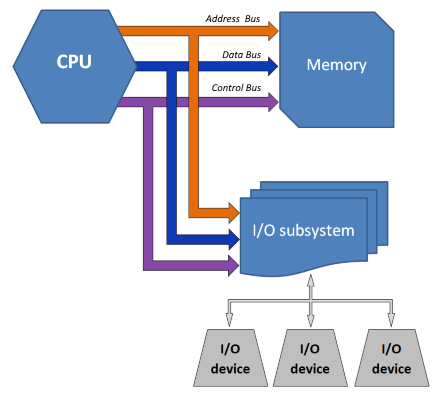 Address Bus
CPU
Data Bus
Memory
Control Bus
I/O subsystem
I/O
device
I/O
device
I/O
device